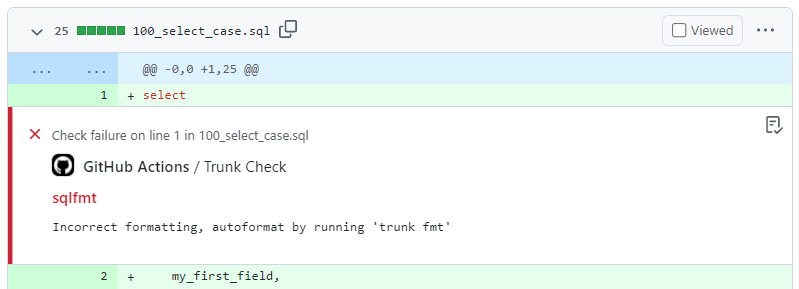 25 100_select_case.sql Viewed ...
... ... @@ -0,0 +1,25 @@
1 + select
Check failure on line 1 in 100_select_case.sql
GitHub Actions / Trunk Check
sqlfmt
Incorrect formatting, autoformat by running 'trunk fmt'
2 + my_first_field,